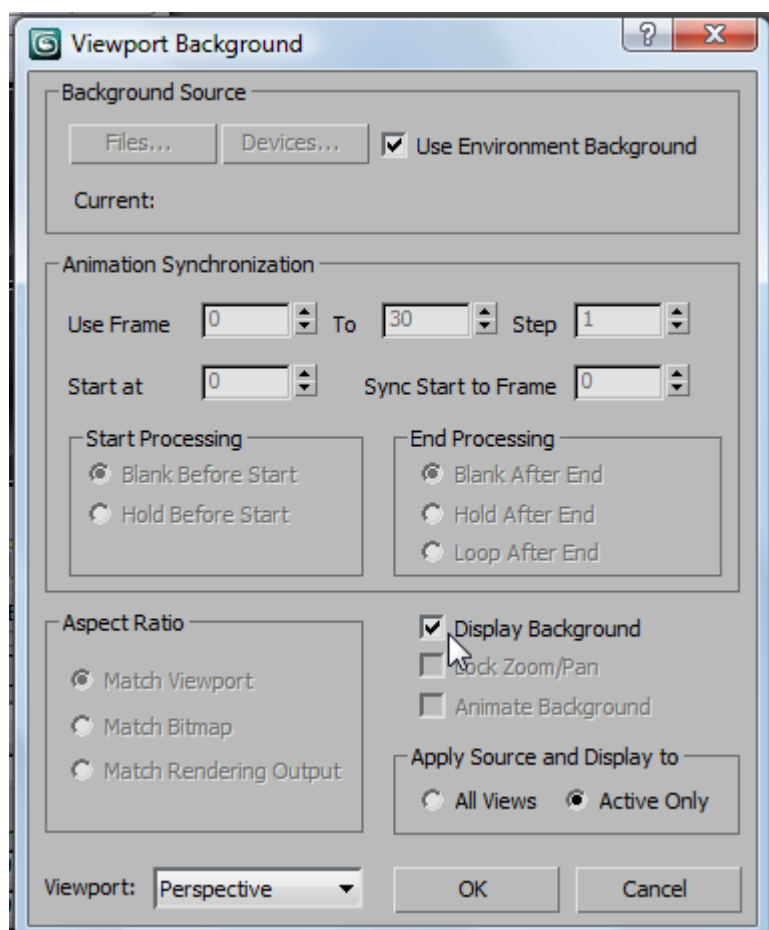 Viewport Background
Background Source
Files... Devices... Use Environment Background
Current:
Animation Synchronization
Use Frame 0 To 30 Step 1
Start at 0 Sync Start to Frame 0
Start Processing
Blank Before Start
Hold Before Start
End Processing
Blank After End
Hold After End
Loop After End
Aspect Ratio
Match Viewport
Match Bitmap
Match Rendering Output
Display Background
Lock Zoom/Pan
Animate Background
Apply Source and Display to
All Views Active Only
Viewport: Perspective OK Cancel